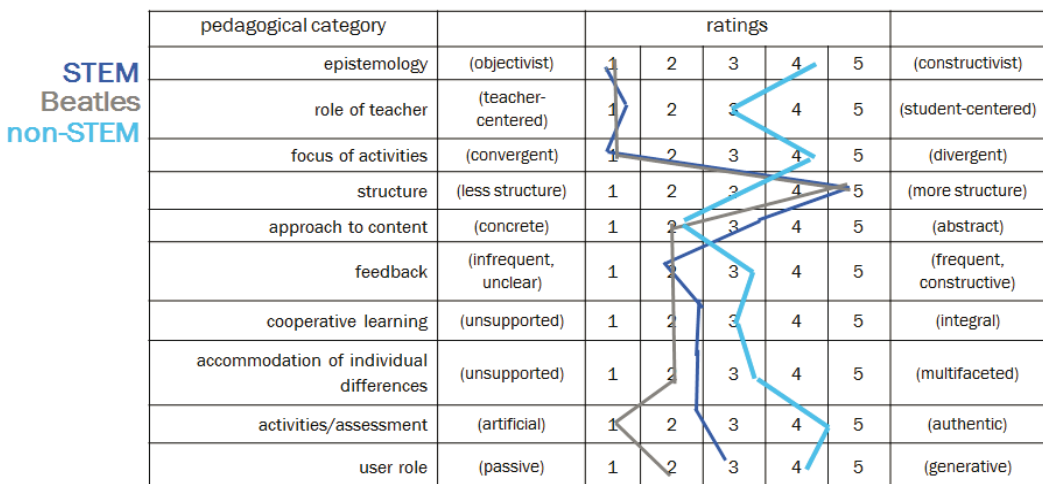 pedagogical category ratings
STEM
Beatles
non-STEM
epistemology (objectivist) 1 2 3 4 5 (constructivist)
role of teacher (teacher-centered) 1 2 3 4 5 (student-centered)
focus of activities (convergent) 1 2 3 4 5 (divergent)
structure (less structure) 1 2 3 4 5 (more structure)
approach to content (concrete) 1 2 3 4 5 (abstract)
feedback (infrequent, unclear) 1 2 3 4 5 (frequent, constructive)
cooperative learning (unsupported) 1 2 3 4 5 (integral)
accommodation of individual differences (unsupported) 1 2 3 4 5 (multifaceted)
activities/assessment (artificial) 1 2 3 4 5 (authentic)
user role (passive) 1 2 3 4 5 (generative)